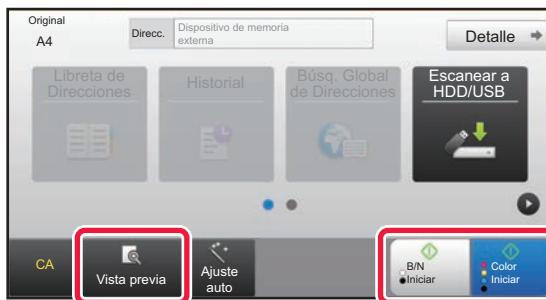 Original
A4
Direcc.
Dispositivo de memoria
externa
Detalle
Libreta de
Direcciones
Historial
Búsq. Global
de Direcciones
Escanear a
HDD/USB
CA
Vista previa
Ajuste
auto
B/N
Iniciar
Color
Iniciar